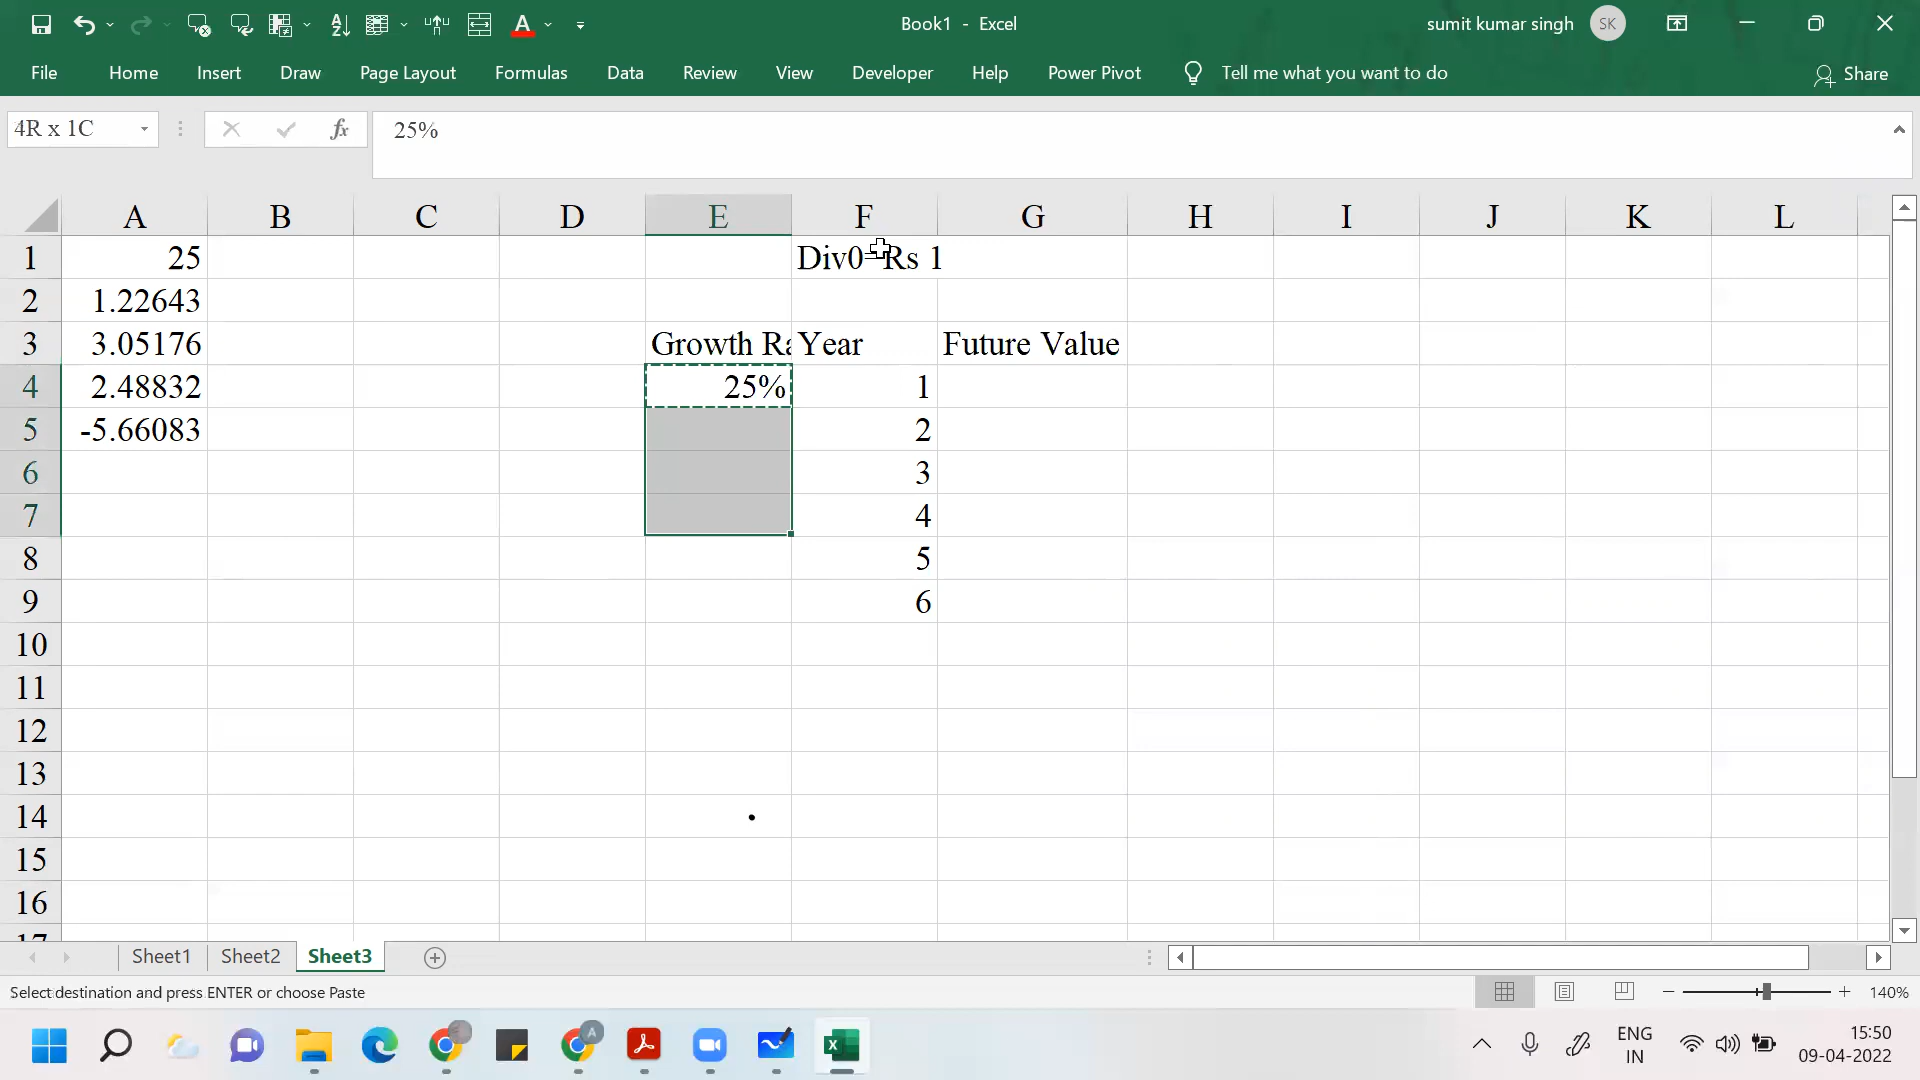 Book1 - Excel
sumit kumar singh
SK
File Home Insert Draw Page Layout Formulas Data Review View Developer Help Power Pivot Tell me what you want to do Share
4R x 1C
fx
25%
A B C D E F G H I J K L
1 25 Div0=Rs 1
2 1.22643
3 3.05176 Growth Ra Year Future Value
4 2.48832 25% 1
5 -5.66083 2
6 3
7 4
8 5
9 6
10
11
12
13
14
15
16
17
Sheet1 Sheet2 Sheet3
Select destination and press ENTER or choose Paste
140%
ENG
IN
15:50
09-04-2022